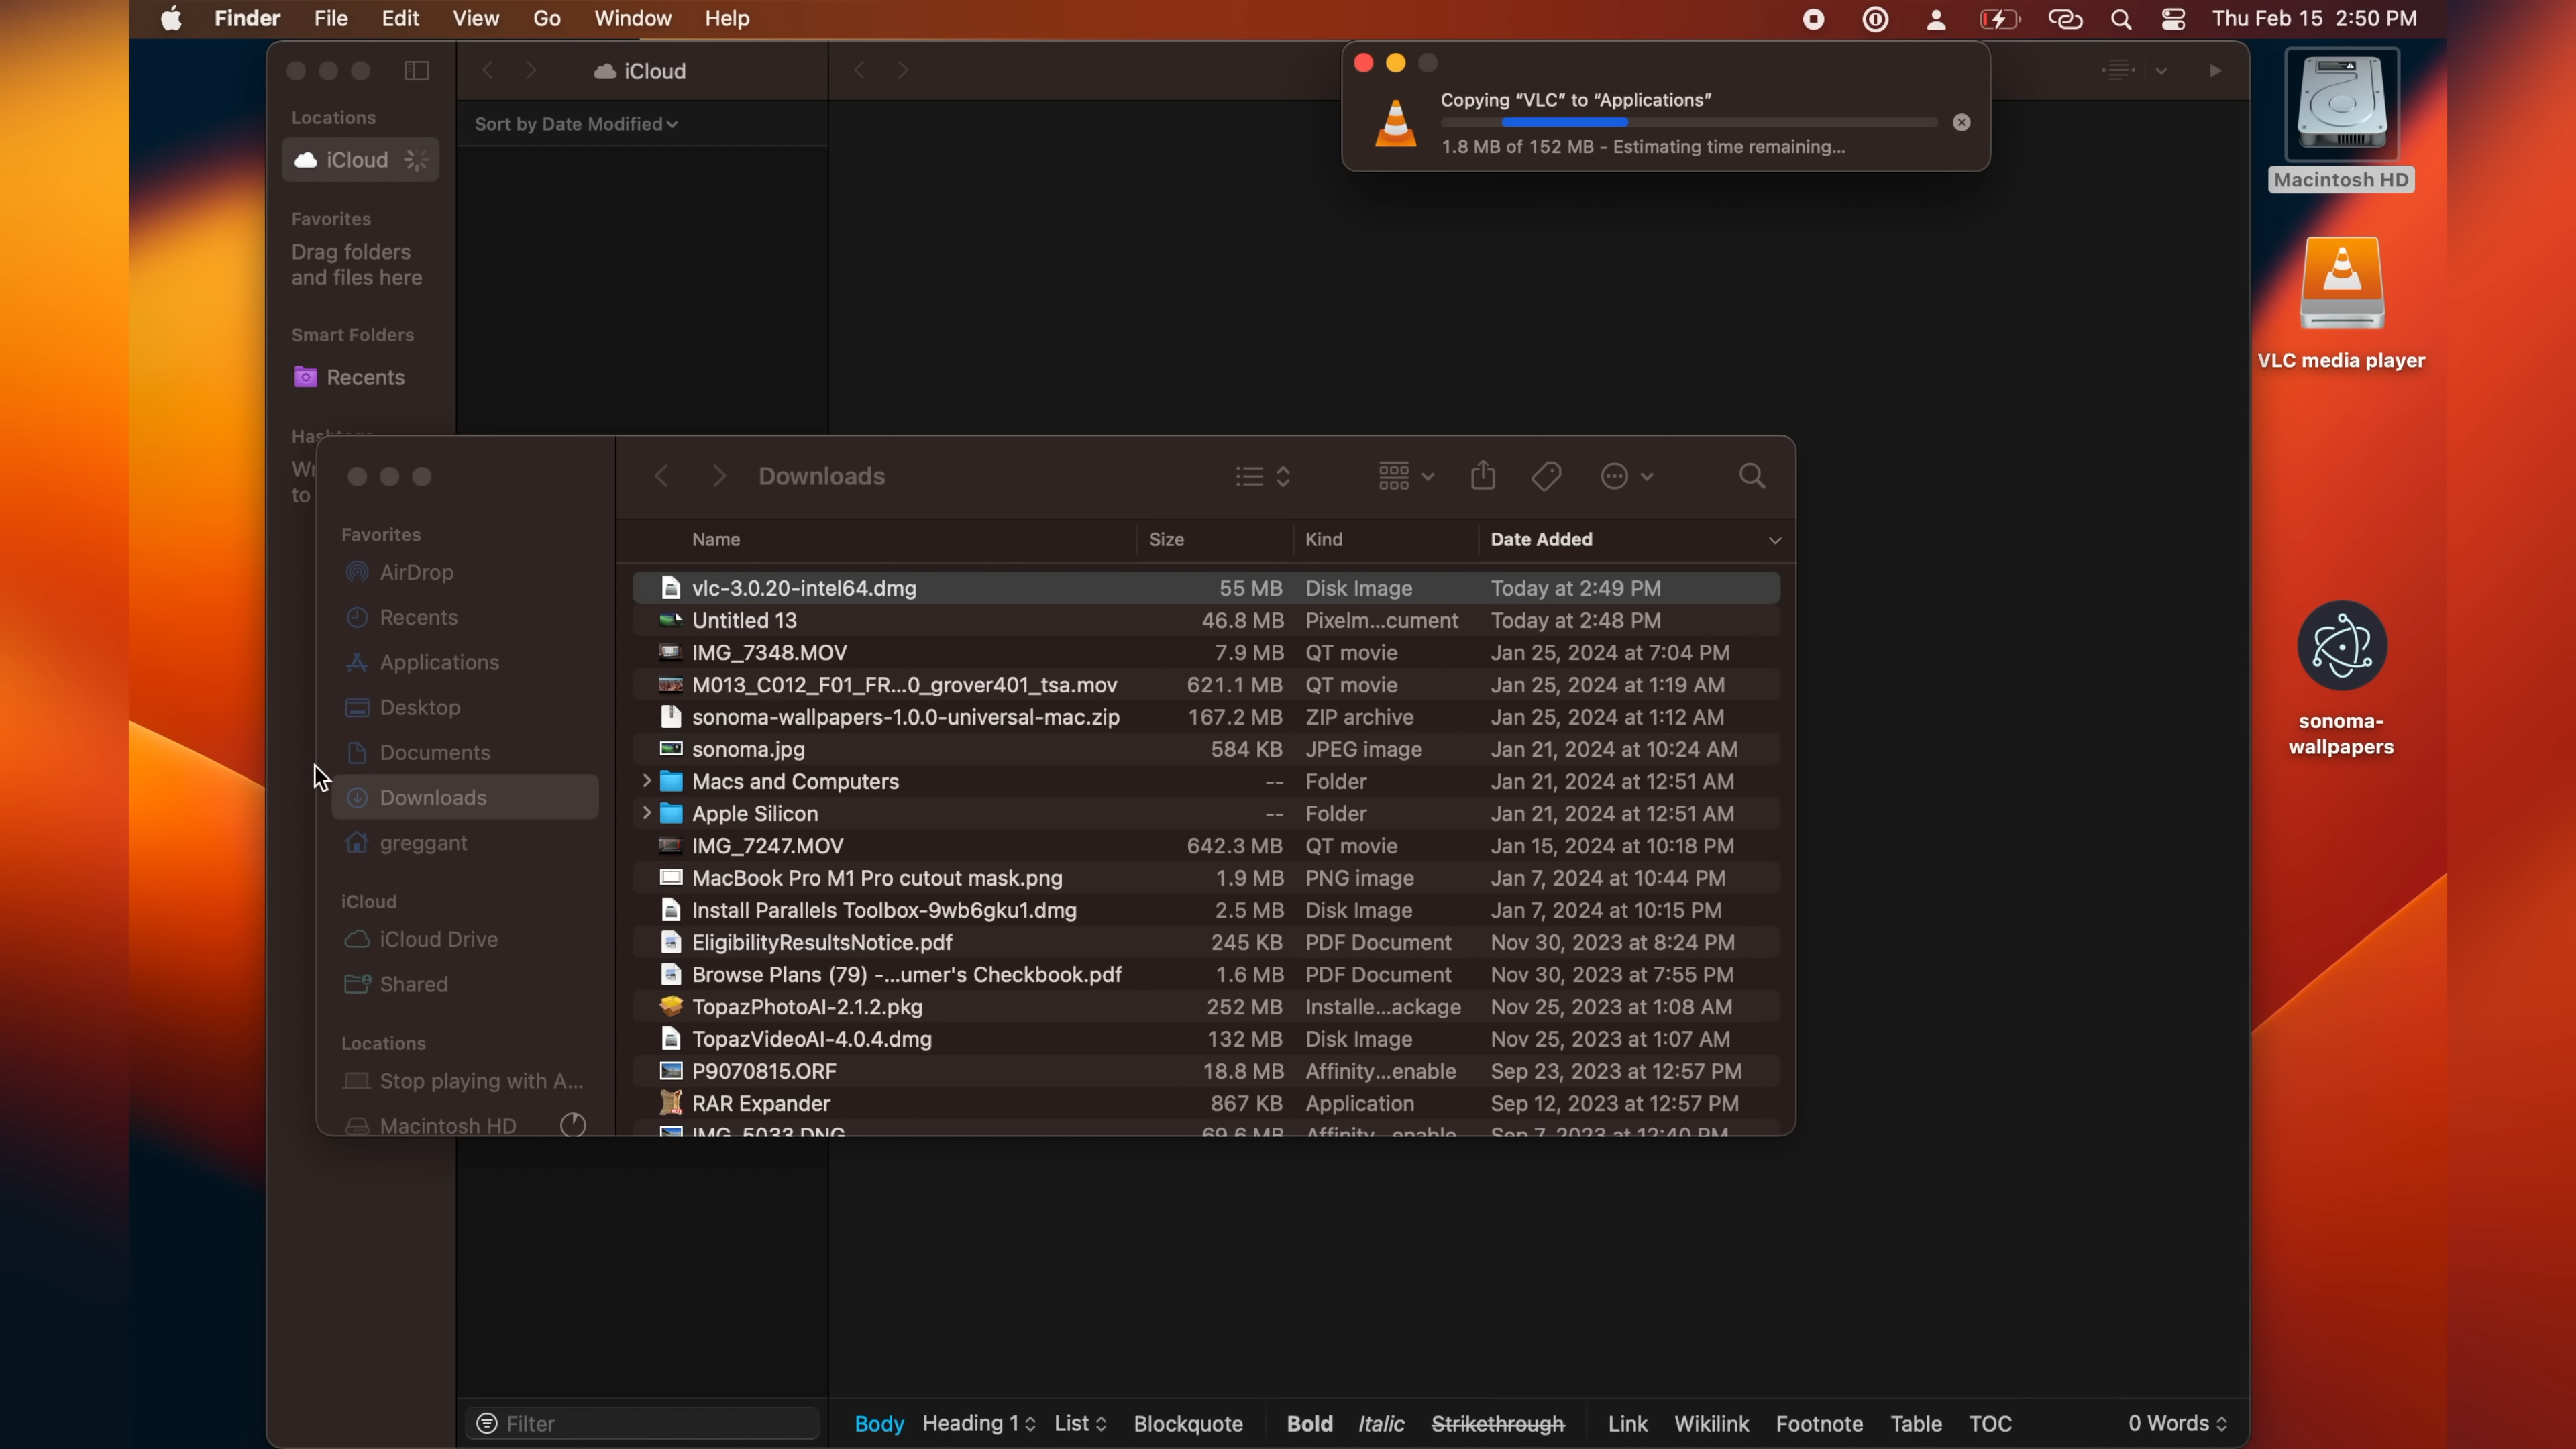 Finder File Edit View Go Window Help Thu Feb 15 2:50 PM
iCloud
Locations
iCloud
Sort by Date Modified
Favorites
Drag folders
and files here
Smart Folders
Recents
Copying “VLC” to “Applications”
1.8 MB of 152 MB - Estimating time remaining...
Macintosh HD
VLC media player
sonoma-
wallpapers
to
Downloads
Favorites
AirDrop
Recents
Applications
Desktop
Documents
Downloads
greggant
iCloud
iCloud Drive
Shared
Locations
Stop playing with A...
Macintosh HD
Name Size Kind Date Added
vlc-3.0.20-intel64.dmg 55 MB Disk Image Today at 2:49 PM
Untitled 13 46.8 MB Pixelm...cument Today at 2:48 PM
IMG_7348.MOV 7.9 MB QT movie Jan 25, 2024 at 7:04 PM
M013_C012_F01_FR...0_grover401_tsa.mov 621.1 MB QT movie Jan 25, 2024 at 1:19 AM
sonoma-wallpapers-1.0.0-universal-mac.zip 167.2 MB ZIP archive Jan 25, 2024 at 1:12 AM
sonoma.jpg 584 KB JPEG image Jan 21, 2024 at 10:24 AM
Macs and Computers -- Folder Jan 21, 2024 at 12:51 AM
Apple Silicon -- Folder Jan 21, 2024 at 12:51 AM
IMG_7247.MOV 642.3 MB QT movie Jan 15, 2024 at 10:18 PM
MacBook Pro M1 Pro cutout mask.png 1.9 MB PNG image Jan 7, 2024 at 10:44 PM
Install Parallels Toolbox-9wb6gku1.dmg 2.5 MB Disk Image Jan 7, 2024 at 10:15 PM
EligibilityResultsNotice.pdf 245 KB PDF Document Nov 30, 2023 at 8:24 PM
Browse Plans (79) -...umer's Checkbook.pdf 1.6 MB PDF Document Nov 30, 2023 at 7:55 PM
TopazPhotoAI-2.1.2.pkg 252 MB Installe...ackage Nov 25, 2023 at 1:08 AM
TopazVideoAI-4.0.4.dmg 132 MB Disk Image Nov 25, 2023 at 1:07 AM
P9070815.ORF 18.8 MB Affinity...enable Sep 23, 2023 at 12:57 PM
RAR Expander 867 KB Application Sep 12, 2023 at 12:57 PM
IMG_5033.DNG 69.6 MB Affinity...enable Sep 7, 2023 at 12:40 PM
Filter
Body Heading 1 List Blockquote Bold Italic Strikethrough Link Wikilink Footnote Table TOC 0 Words